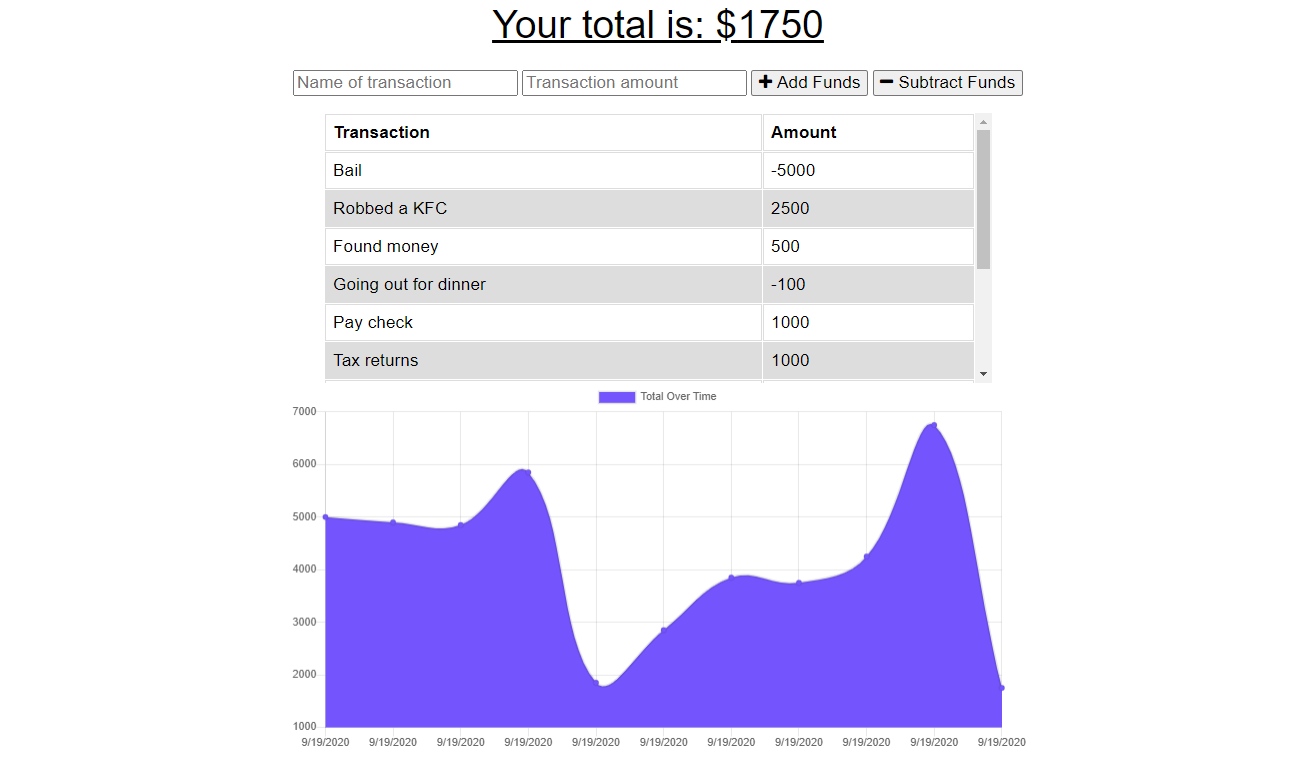 Your total is: $1750
Name of transaction Transaction amount Add Funds Subtract Funds
Transaction Amount
Bail -5000
Robbed a KFC 2500
Found money 500
Going out for dinner -100
Pay check 1000
Tax returns 1000
Total Over Time
7000
6000
5000
4000
3000
2000
1000
9/19/2020 9/19/2020 9/19/2020 9/19/2020 9/19/2020 9/19/2020 9/19/2020 9/19/2020 9/19/2020 9/19/2020 9/19/2020